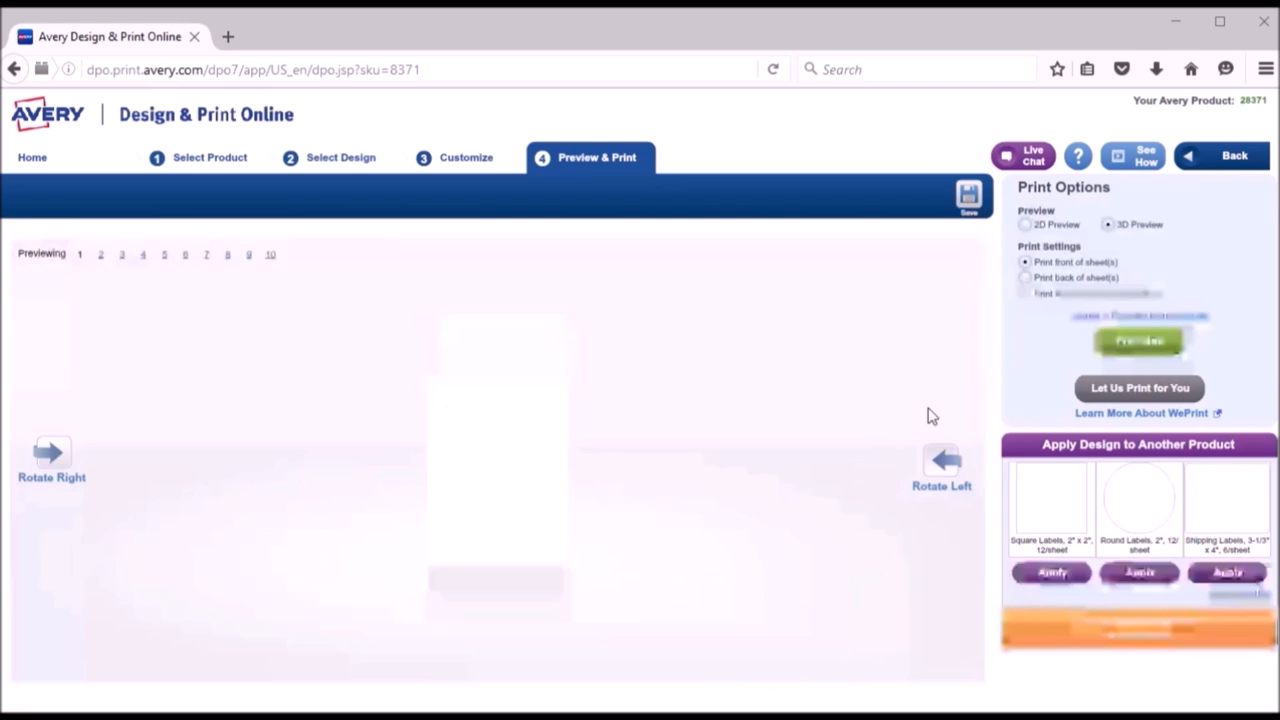 Avery Design & Print Online
dpo.print.avery.com/dpo7/app/US_en/dpo.jsp?sku=8371
Search
AVERY
Design & Print Online
Your Avery Product: 28371
Home
1 Select Product
2 Select Design
3 Customize
4 Preview & Print
Live Chat
?
See How
Back
Save
Print Options
Preview
2D Preview
3D Preview
Print Settings
Print front of sheet(s)
Print back of sheet(s)
Print
Previewing 1 2 3 4 5 6 7 8 9 10
Let Us Print for You
Learn More About WePrint
Rotate Right
Rotate Left
Apply Design to Another Product
Square Labels, 2" x 2", 12/sheet
Round Labels, 2", 12/ sheet
Shipping Labels, 3-1/3" x 4", 6/sheet
Apply
Apply
Apply